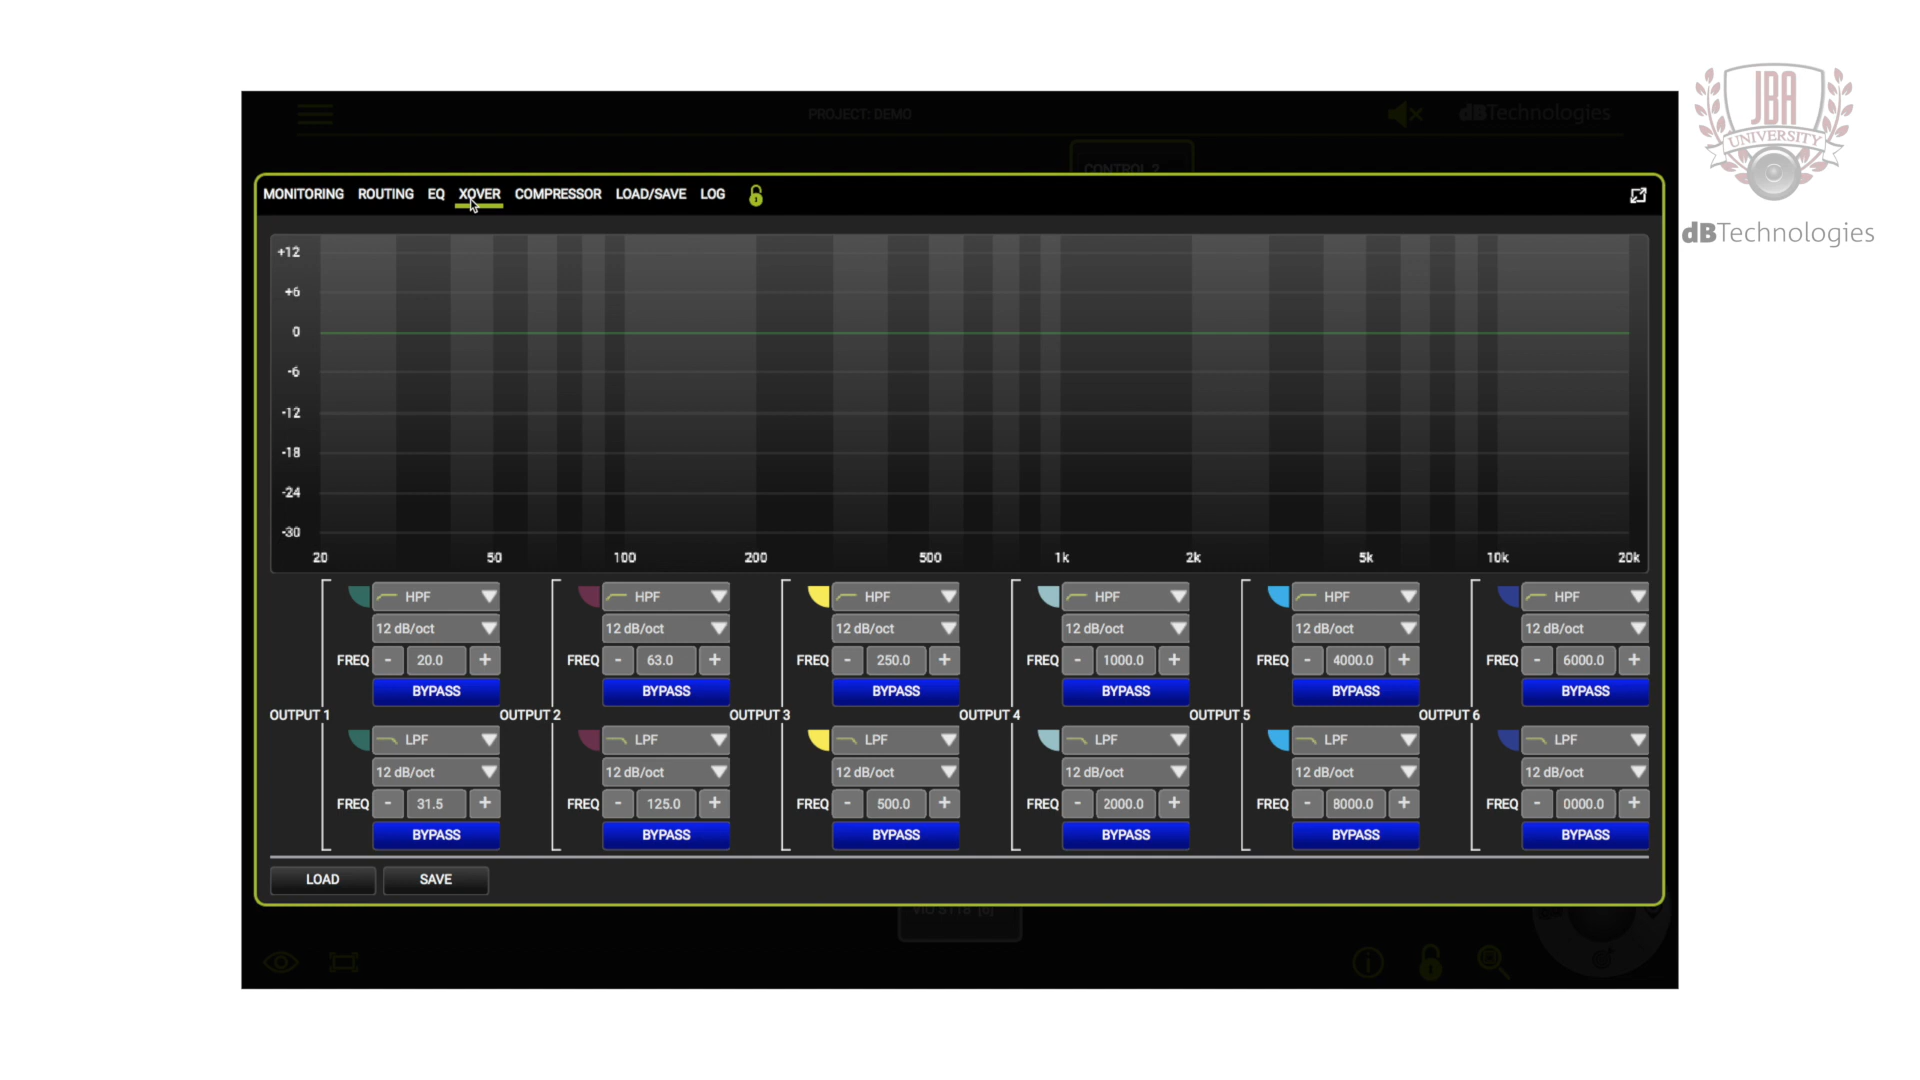 PROJECT: DEMO
dBTechnologies
CONTROL 2
JBA
UNIVERSITY
dBTechnologies
MONITORING ROUTING EQ XOVER COMPRESSOR LOAD/SAVE LOG
+12
+6
0
-6
-12
-18
-24
-30
20 50 100 200 500 1k 2k 5k 10k 20k
HPF HPF HPF HPF HPF HPF
12 dB/oct 12 dB/oct 12 dB/oct 12 dB/oct 12 dB/oct 12 dB/oct
FREQ - 20.0 + FREQ - 63.0 + FREQ - 250.0 + FREQ - 1000.0 + FREQ - 4000.0 + FREQ - 6000.0 +
BYPASS BYPASS BYPASS BYPASS BYPASS BYPASS
OUTPUT 1 OUTPUT 2 OUTPUT 3 OUTPUT 4 OUTPUT 5 OUTPUT 6
LPF LPF LPF LPF LPF LPF
12 dB/oct 12 dB/oct 12 dB/oct 12 dB/oct 12 dB/oct 12 dB/oct
FREQ - 31.5 + FREQ - 125.0 + FREQ - 500.0 + FREQ - 2000.0 + FREQ - 8000.0 + FREQ - 0000.0 +
BYPASS BYPASS BYPASS BYPASS BYPASS BYPASS
LOAD SAVE